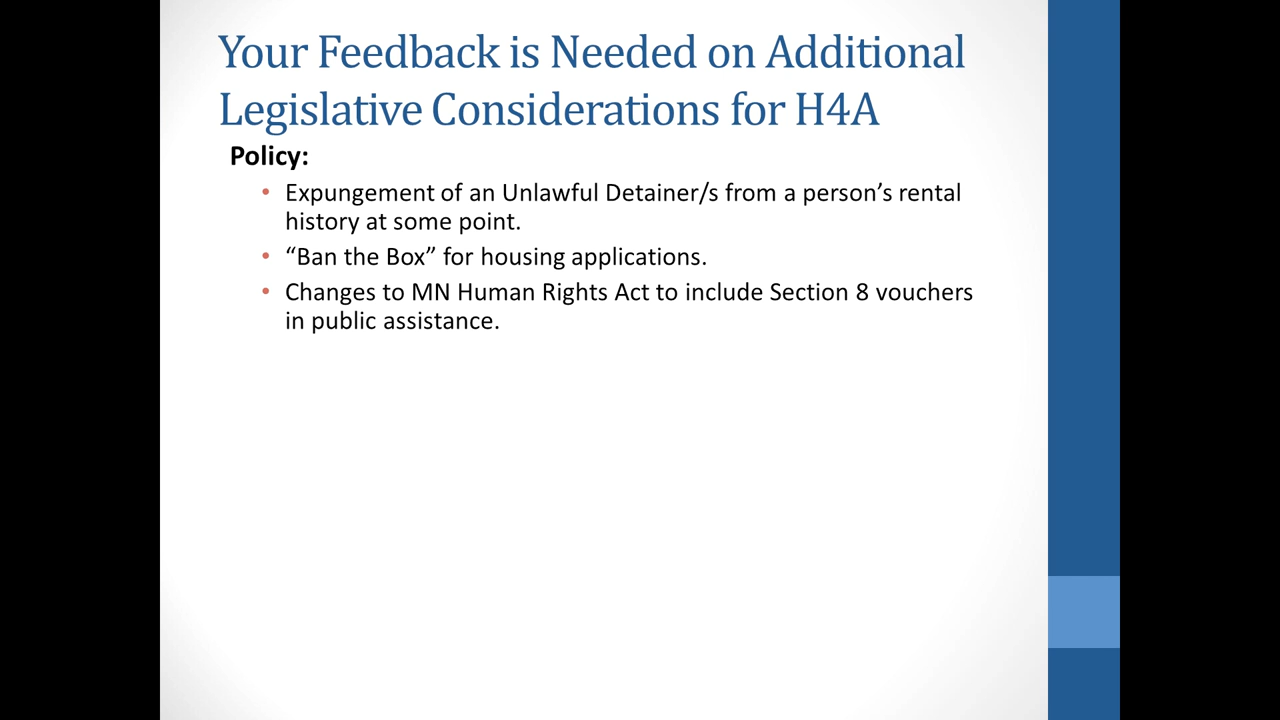 Your Feedback is Needed on Additional
Legislative Considerations for H4A
Policy:
• Expungement of an Unlawful Detainer/s from a person’s rental
history at some point.
• “Ban the Box” for housing applications.
• Changes to MN Human Rights Act to include Section 8 vouchers
in public assistance.